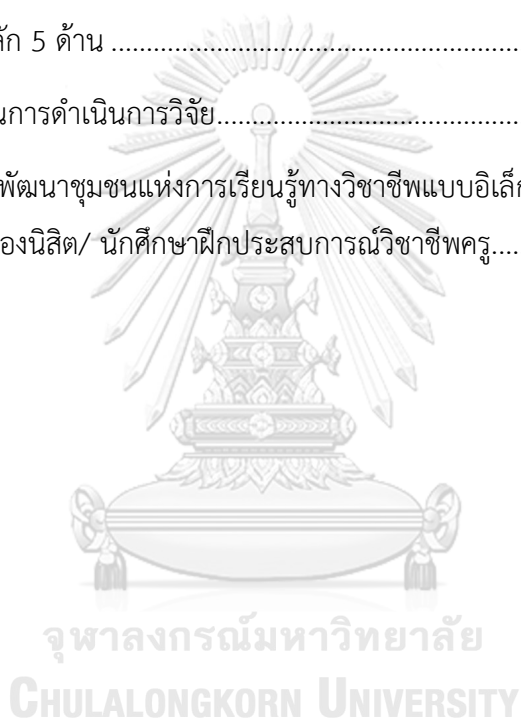 ลัก 5 ด้าน ............................................................
นการดำเนินการวิจัย............................................
พัฒนาชุมชนแห่งการเรียนรู้ทางวิชาชีพแบบอิเล็ก
องนิสิต/ นักศึกษาฝึกประสบการณ์วิชาชีพครู.....
จุฬาลงกรณ์มหาวิทยาลัย
CHULALONGKORN UNIVERSITY